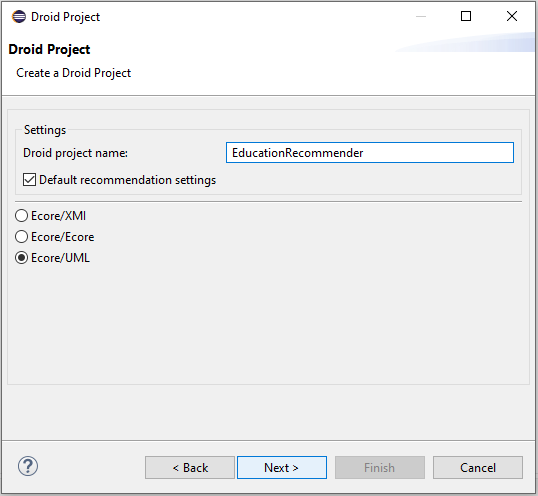 Droid Project
Droid Project
Create a Droid Project
Settings
Droid project name: EducationRecommender
Default recommendation settings
Ecore/XMI
Ecore/Ecore
Ecore/UML
? < Back Next > Finish Cancel